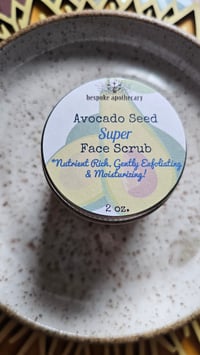 bespoke apothecary
Avocado Seed
Super
Face Scrub
*Nutrient Rich, Gently Exfoliating
& Moisturizing!
2 oz.